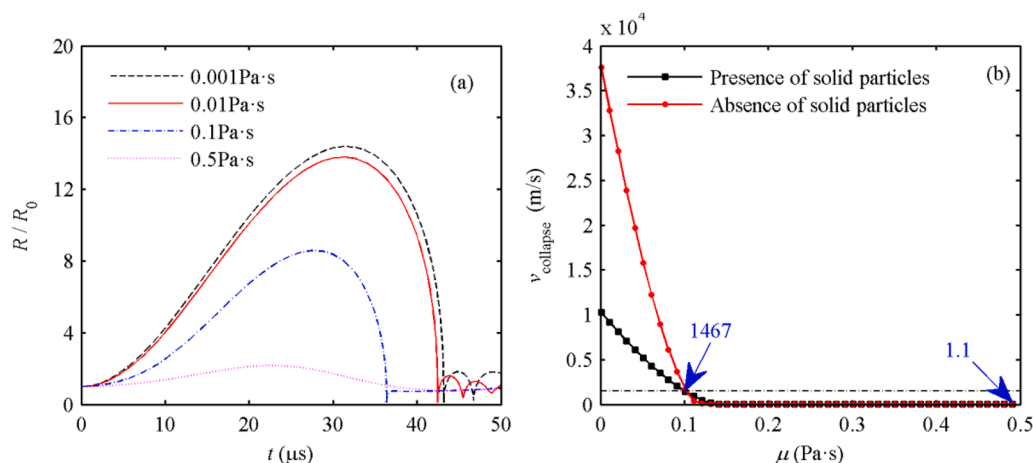 20
16
12
8
4
0
R / R0
0 10 20 30 40 50
t (μs)
0.001Pa·s
0.01Pa·s
0.1Pa·s
0.5Pa·s
(a)
x 10^4
4
3.5
3
2.5
2
1.5
1
0.5
0
v_collapse (m/s)
0 0.1 0.2 0.3 0.4 0.5
μ (Pa·s)
Presence of solid particles
Absence of solid particles
(b)
1467
1.1